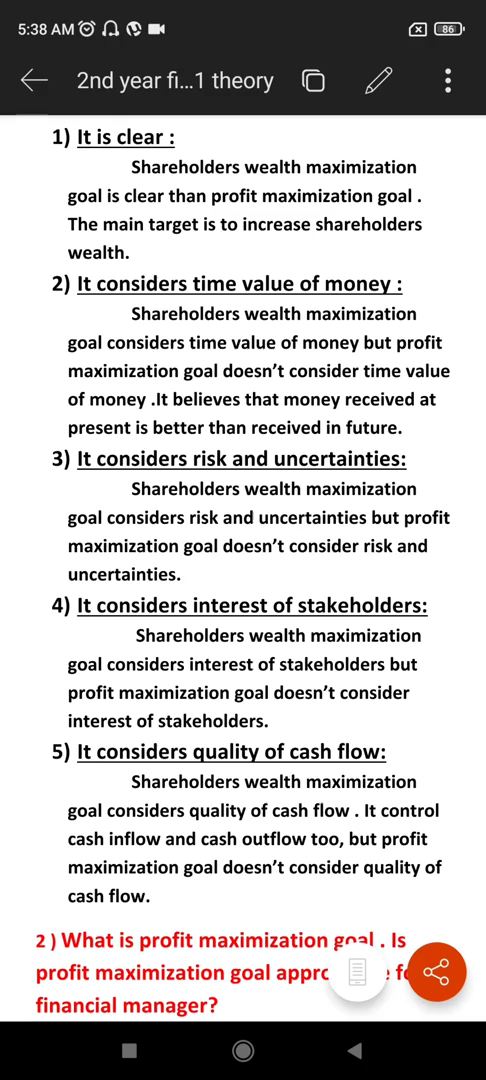 5:38 AM
86
2nd year fi...1 theory
1) It is clear :
Shareholders wealth maximization
goal is clear than profit maximization goal .
The main target is to increase shareholders
wealth.
2) It considers time value of money :
Shareholders wealth maximization
goal considers time value of money but profit
maximization goal doesn't consider time value
of money .It believes that money received at
present is better than received in future.
3) It considers risk and uncertainties:
Shareholders wealth maximization
goal considers risk and uncertainties but profit
maximization goal doesn't consider risk and
uncertainties.
4) It considers interest of stakeholders:
Shareholders wealth maximization
goal considers interest of stakeholders but
profit maximization goal doesn't consider
interest of stakeholders.
5) It considers quality of cash flow:
Shareholders wealth maximization
goal considers quality of cash flow . It control
cash inflow and cash outflow too, but profit
maximization goal doesn't consider quality of
cash flow.
2 ) What is profit maximization goal . Is
profit maximization goal
financial manager?